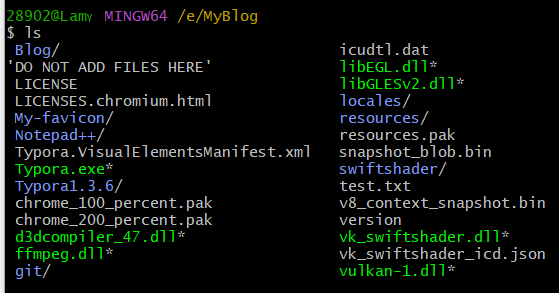 28902@Lamy MINGW64 /e/MyBlog
$ ls
Blog/ icudtl.dat
'DO NOT ADD FILES HERE' libEGL.dll*
LICENSE libGLESv2.dll*
LICENSES.chromium.html locales/
My-favicon/ resources/
Notepad++/ resources.pak
Typora.VisualElementsManifest.xml snapshot_blob.bin
Typora.exe* swiftshader/
Typora1.3.6/ test.txt
chrome_100_percent.pak v8_context_snapshot.bin
chrome_200_percent.pak version
d3dcompiler_47.dll* vk_swiftshader.dll*
ffmpeg.dll* vk_swiftshader_icd.json
git/ vulkan-1.dll*